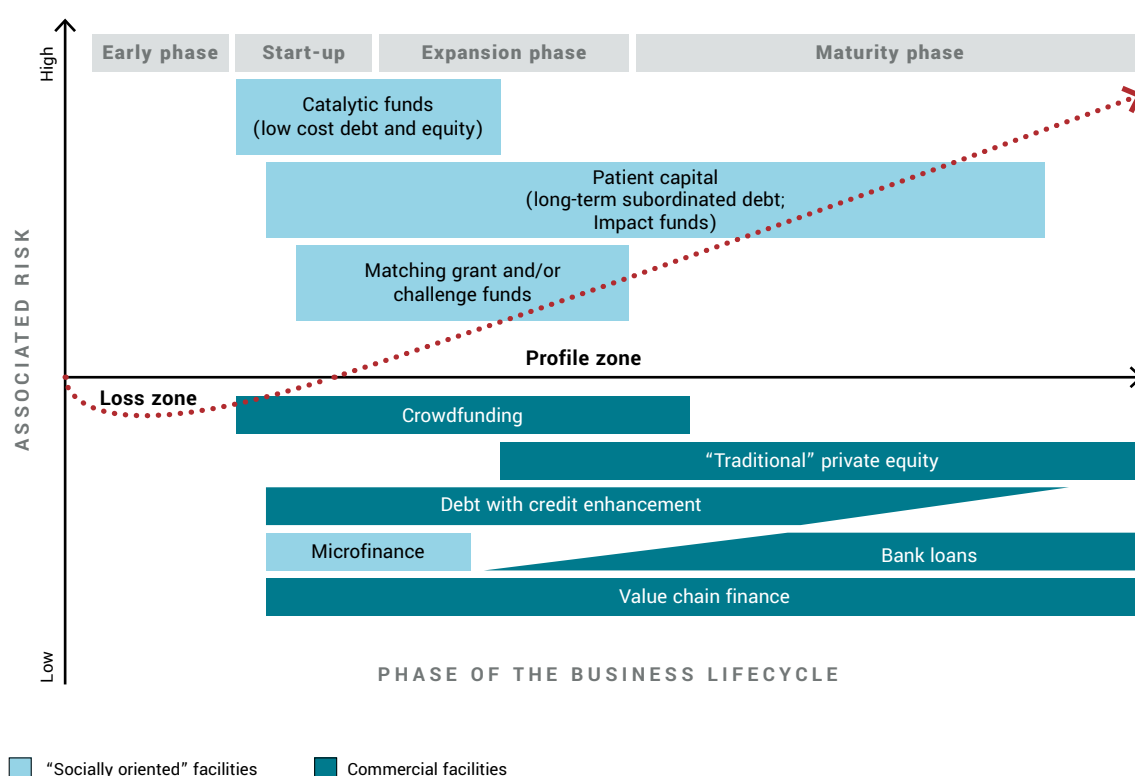 High
Early phase
Start-up
Expansion phase
Maturity phase
Catalytic funds
(low cost debt and equity)
Patient capital
(long-term subordinated debt;
Impact funds)
Matching grant and/or
challenge funds
ASSOCIATED RISK
Profile zone
Loss zone
Crowdfunding
“Traditional” private equity
Debt with credit enhancement
Microfinance
Bank loans
Value chain finance
Low
PHASE OF THE BUSINESS LIFECYCLE
“Socially oriented” facilities
Commercial facilities